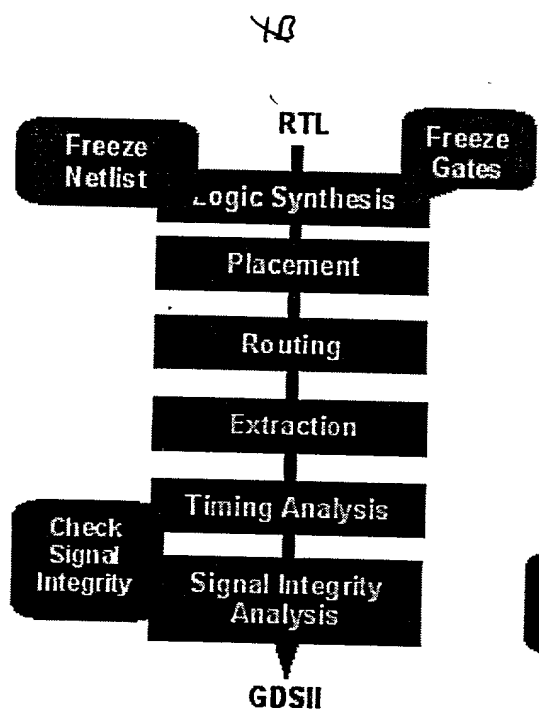 RTL
Freeze
Netlist
Freeze
Gates
Logic Synthesis
Placement
Routing
Extraction
Timing Analysis
Check
Signal
Integrity
Signal Integrity
Analysis
GDSII